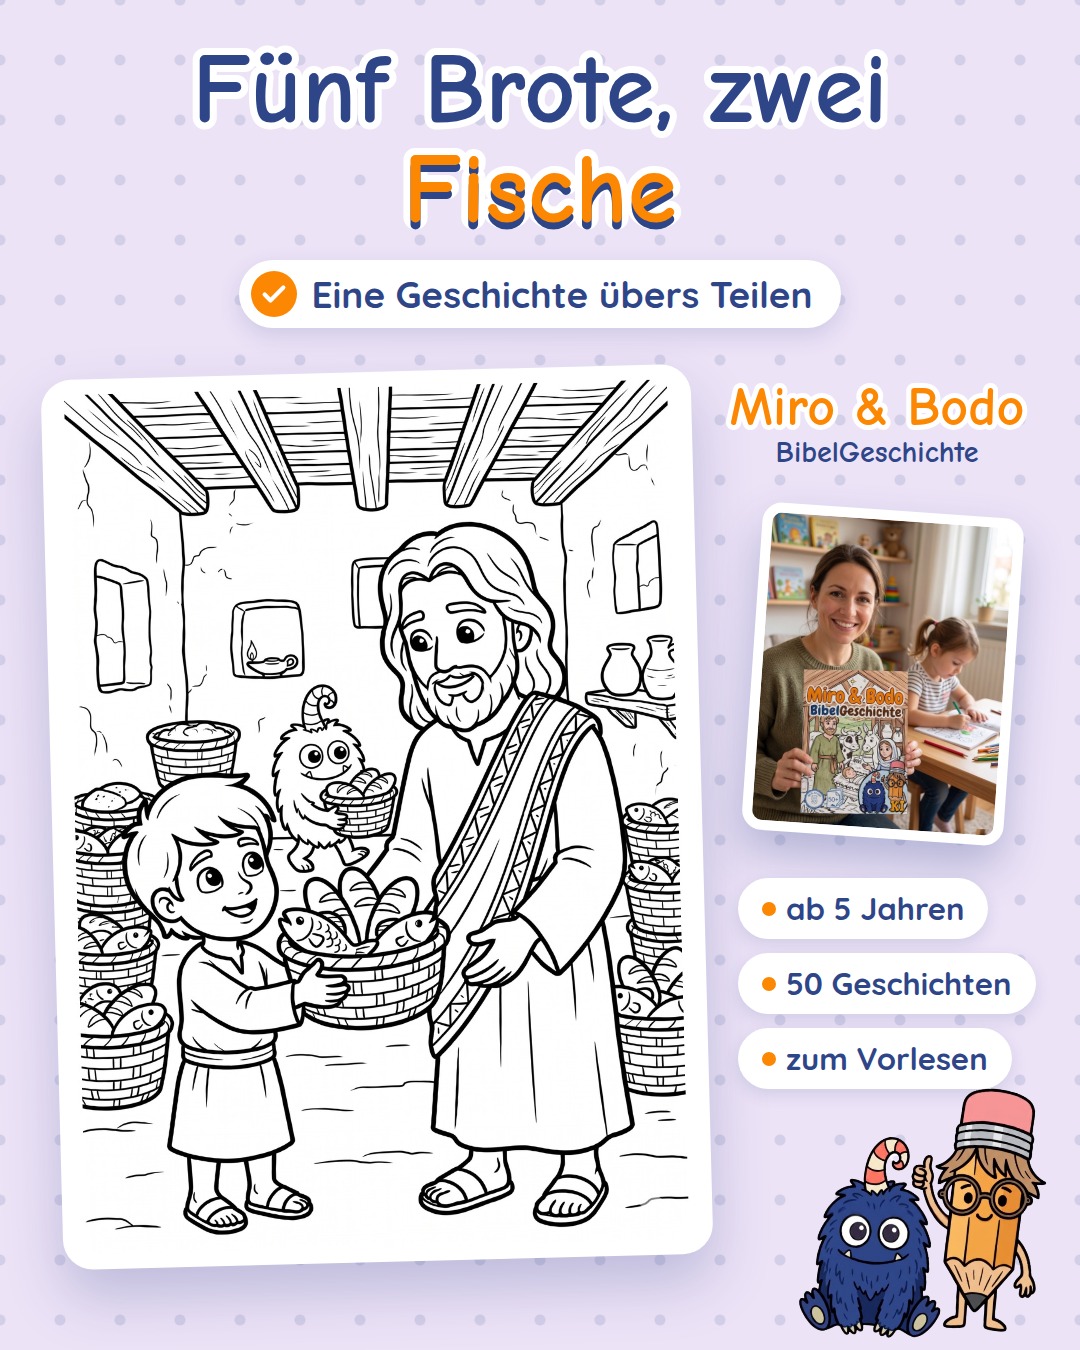 Fünf Brote, zwei
Fische
Eine Geschichte übers Teilen
Miro & Bodo
BibelGeschichte
Miro & Bodo
BibelGeschichte
ab 5 Jahren
50 Geschichten
zum Vorlesen